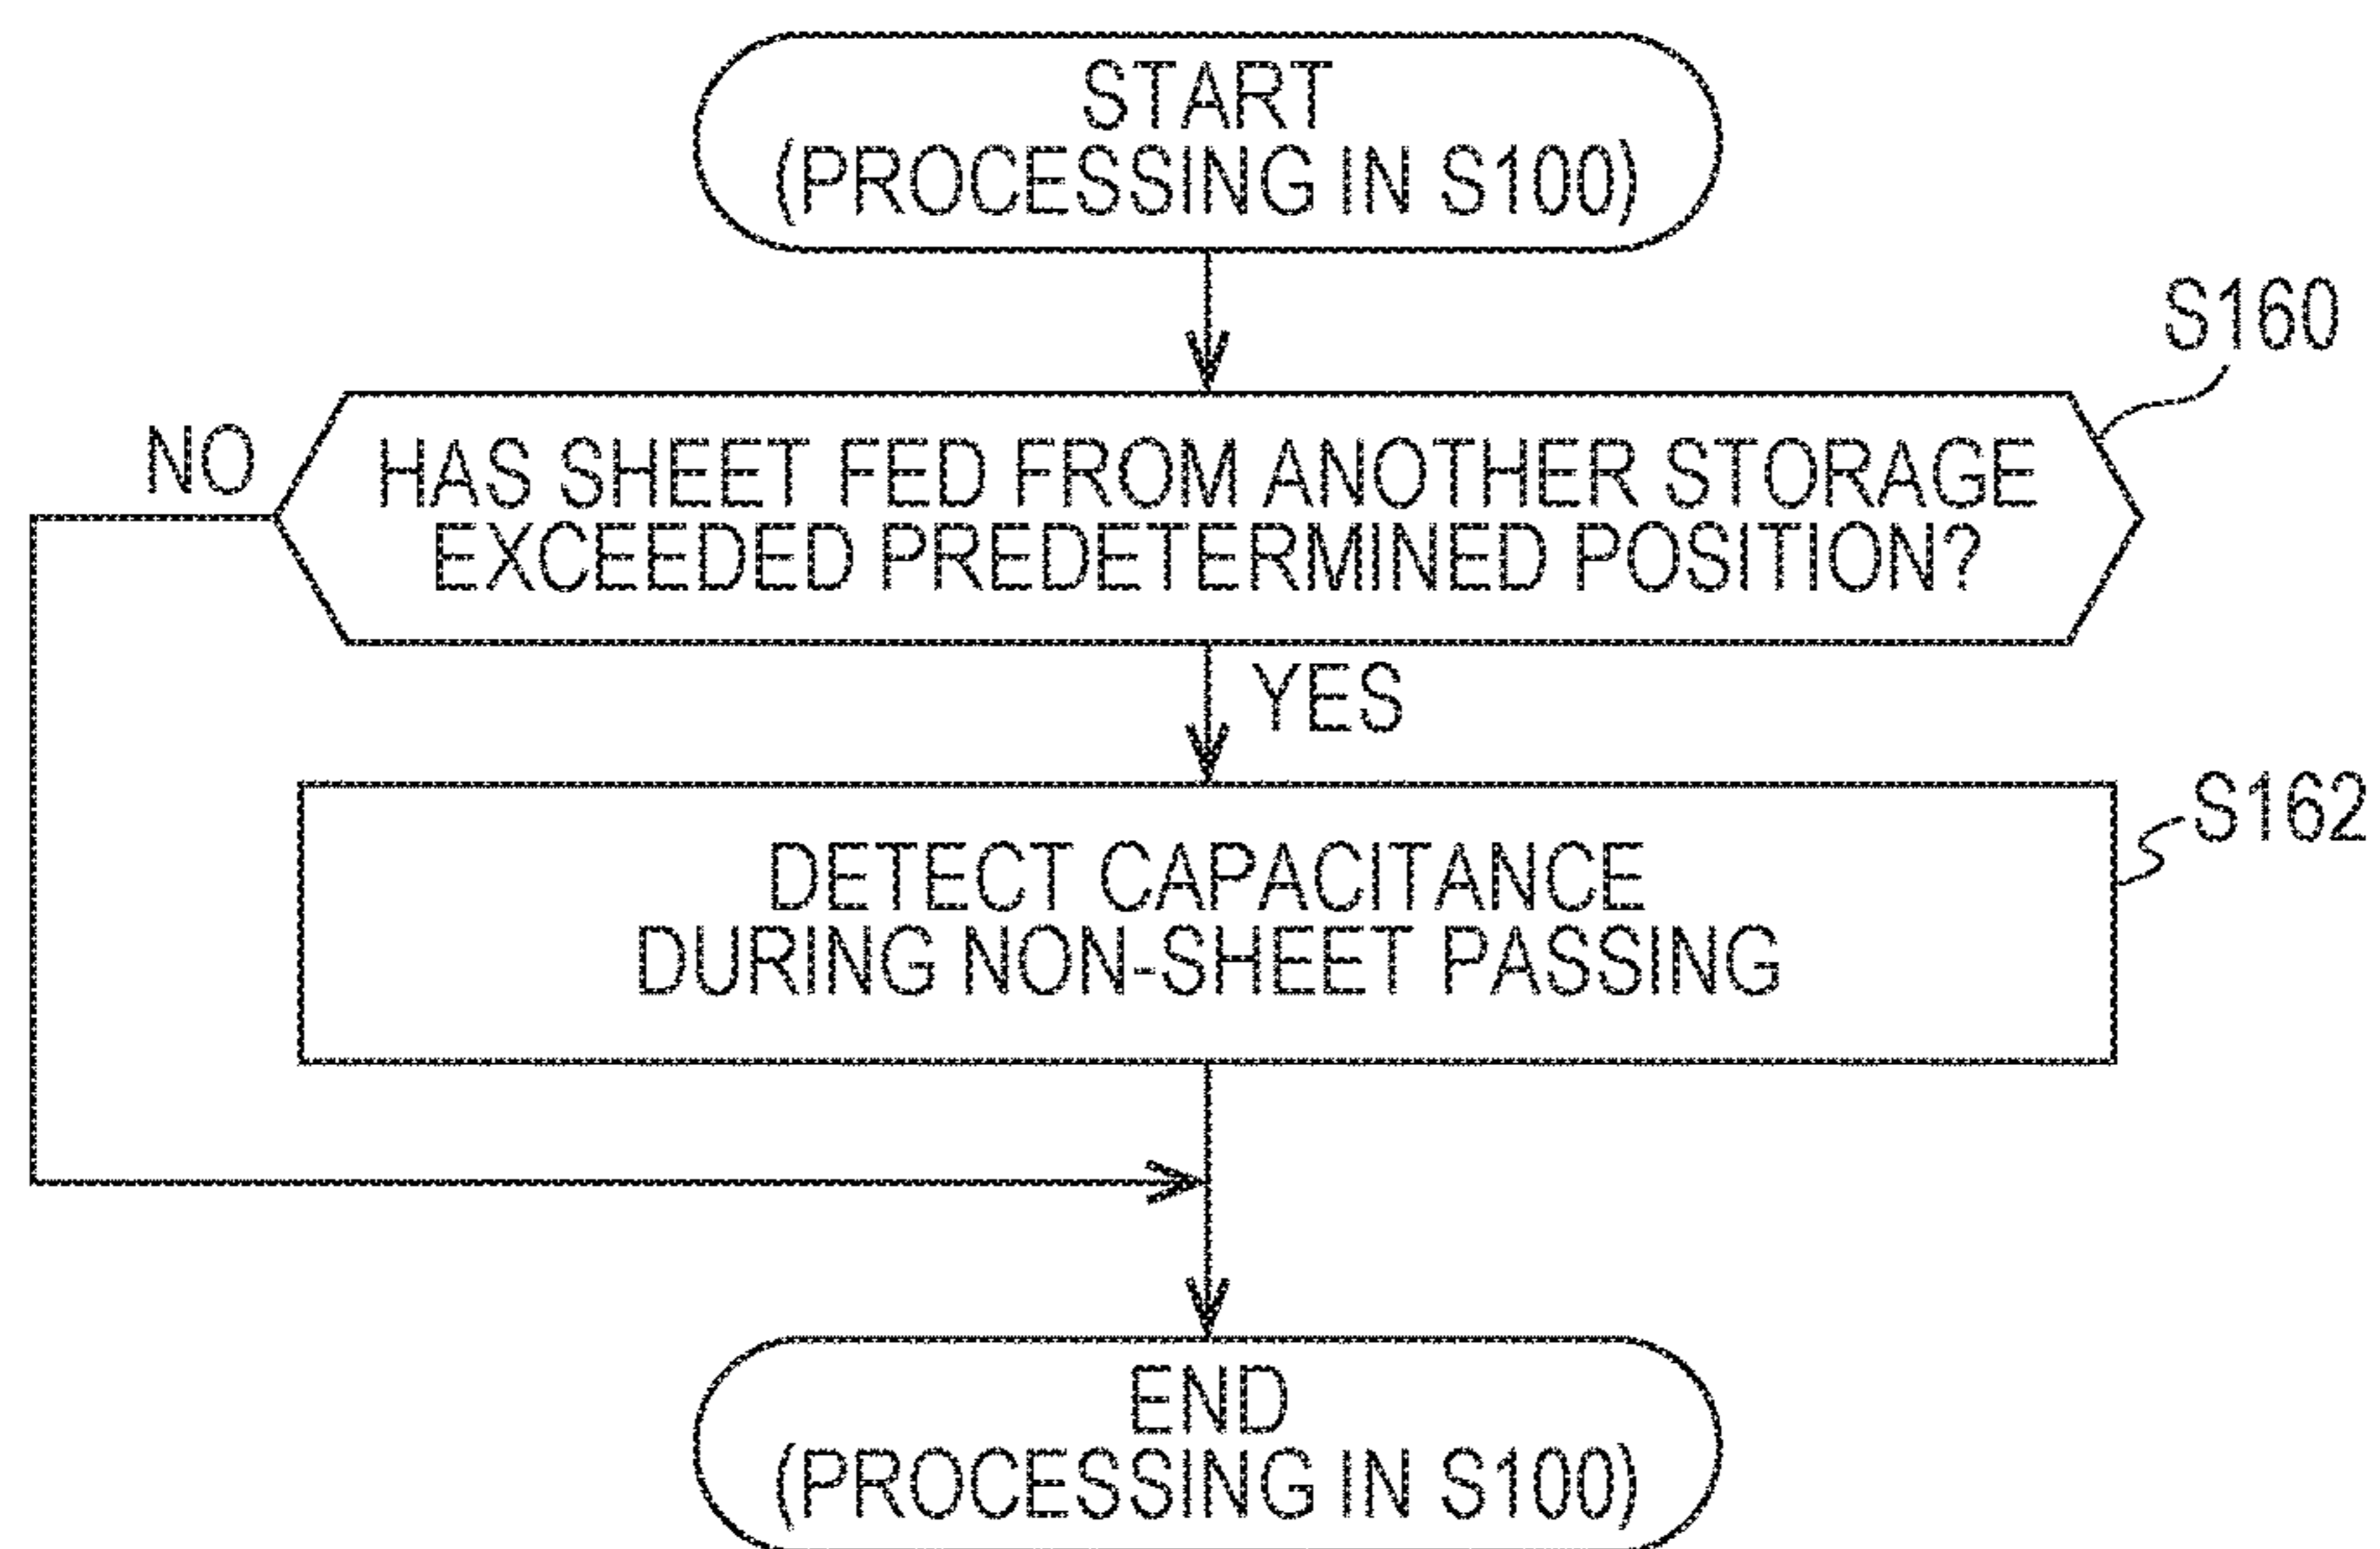 START
(PROCESSING IN S100)
S160
NO
HAS SHEET FED FROM ANOTHER STORAGE
EXCEEDED PREDETERMINED POSITION?
YES
S162
DETECT CAPACITANCE
DURING NON-SHEET PASSING
END
(PROCESSING IN S100)